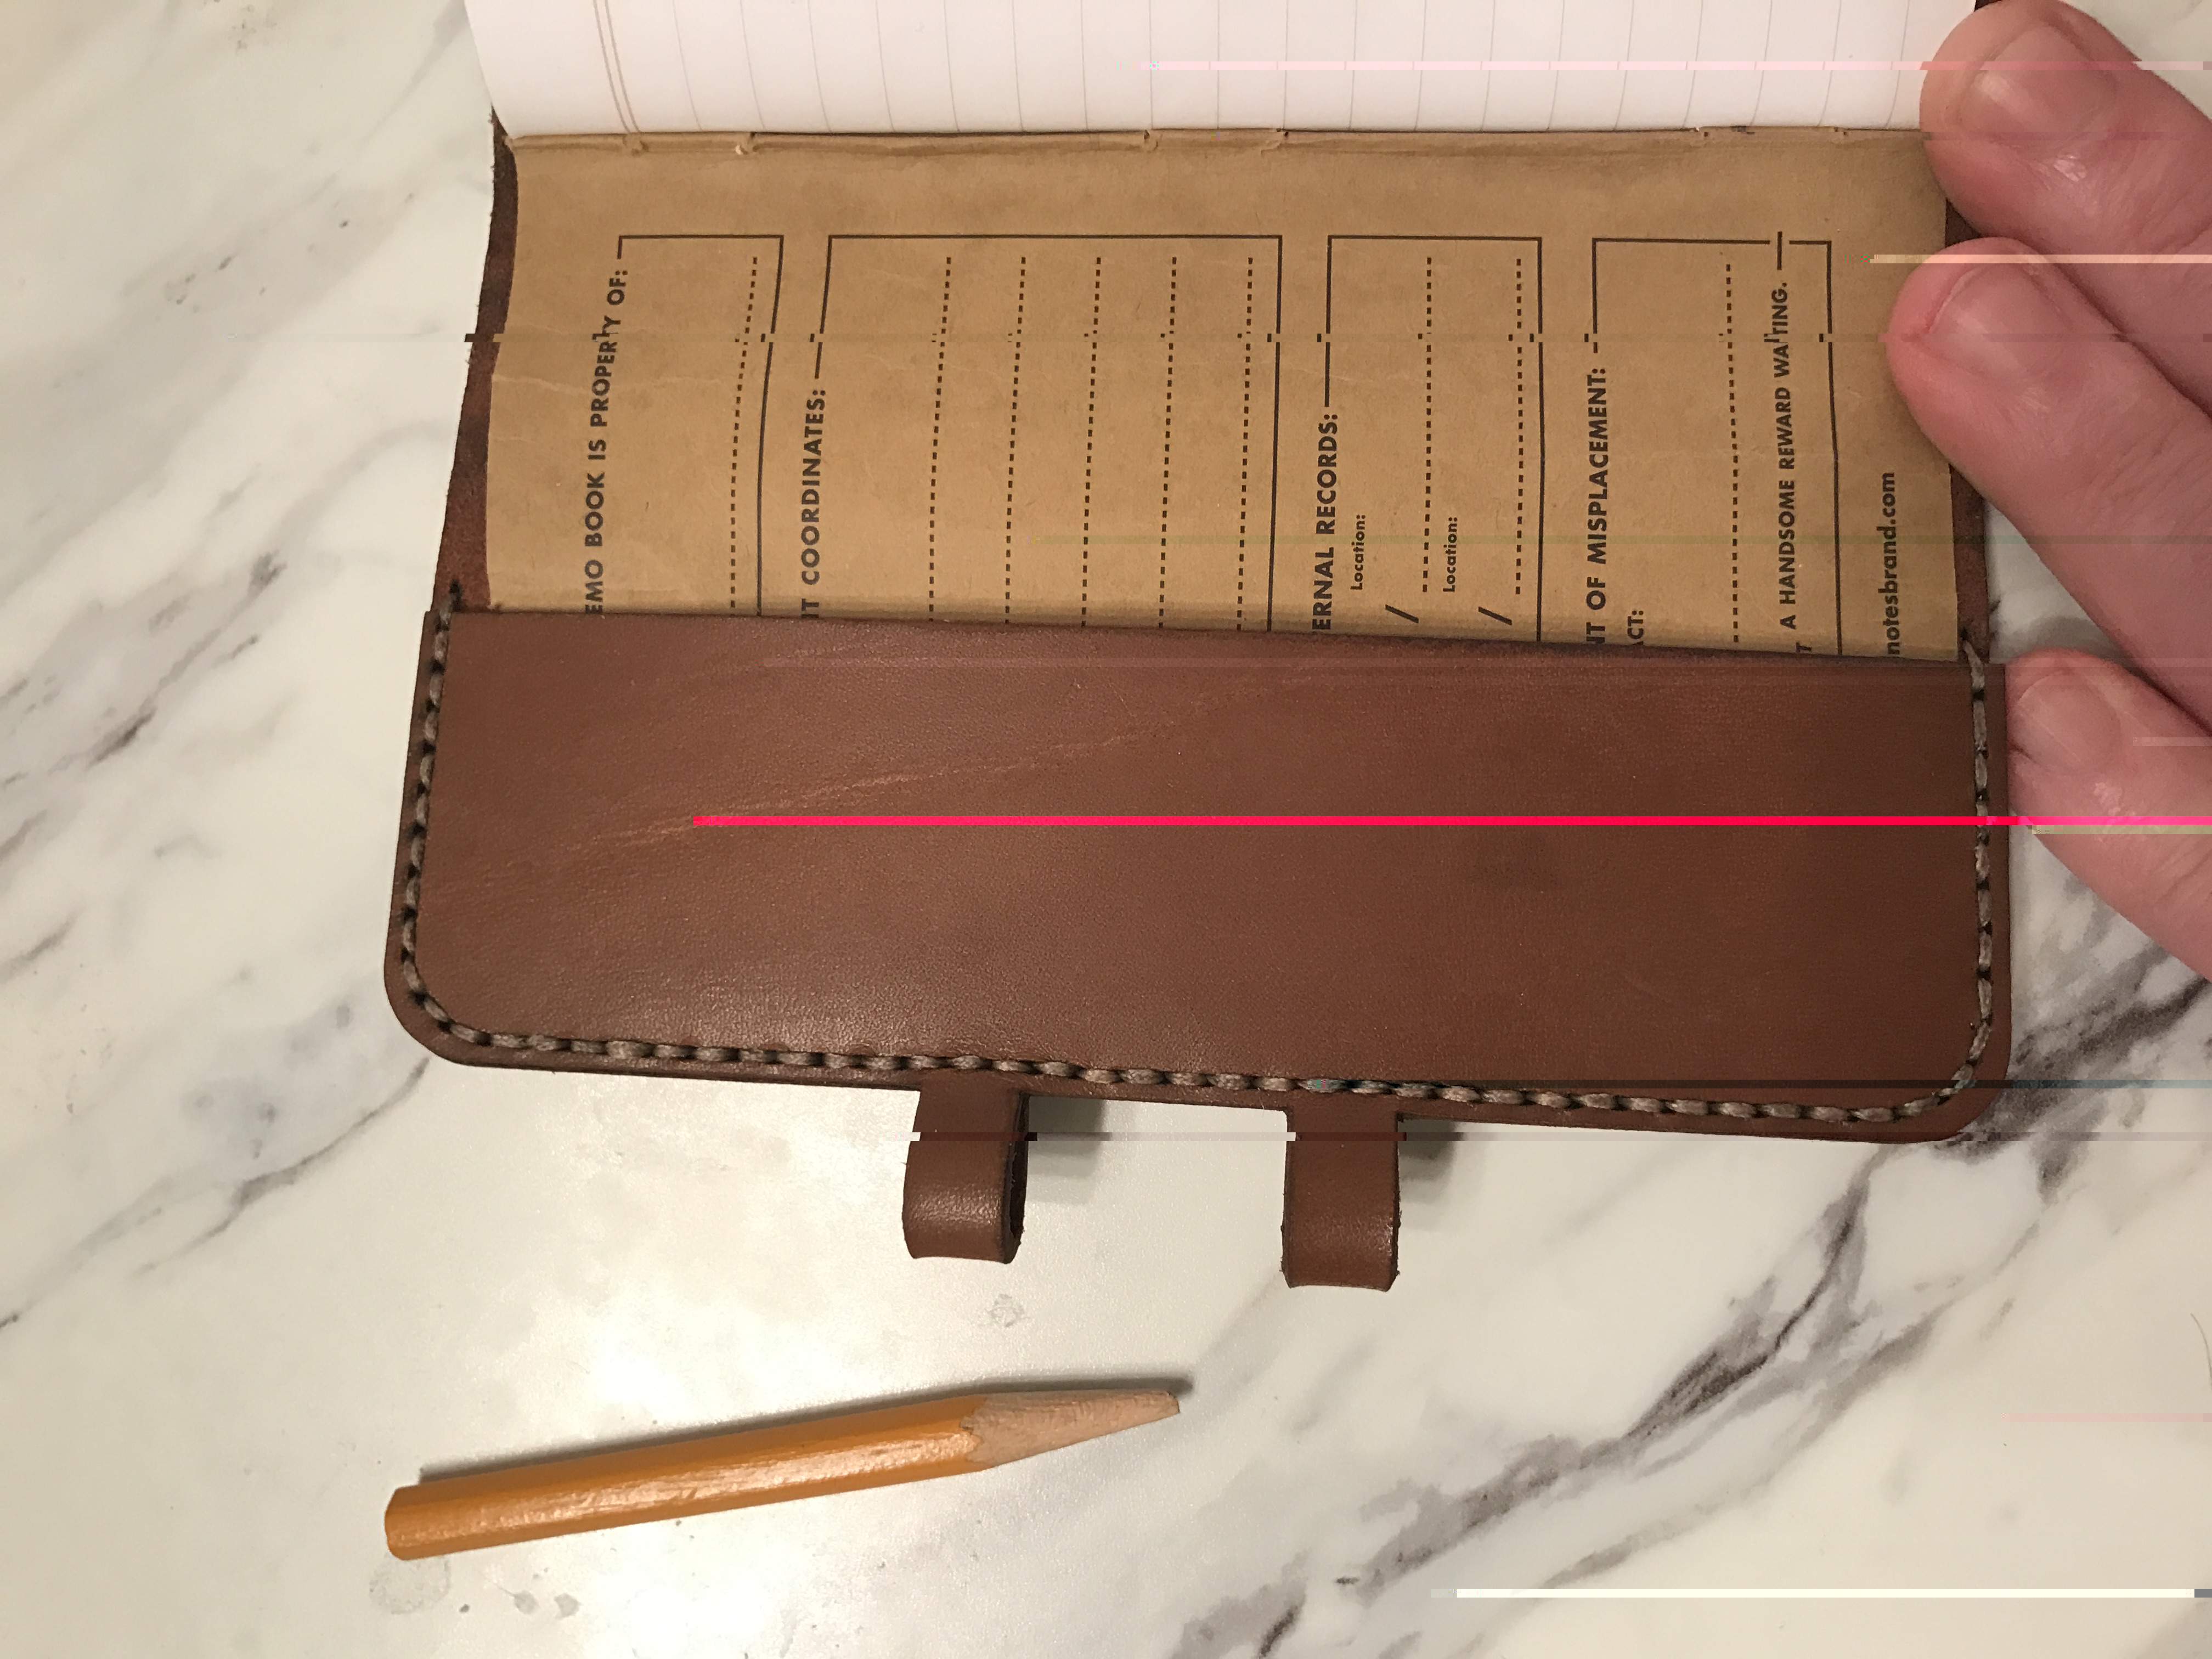 EMO BOOK IS PROPERTY OF:
T COORDINATES:
ERNAL RECORDS:
Location:
/
Location:
/
NT OF MISPLACEMENT:
ACT:
A HANDSOME REWARD WAITING.
T
notesbrand.com